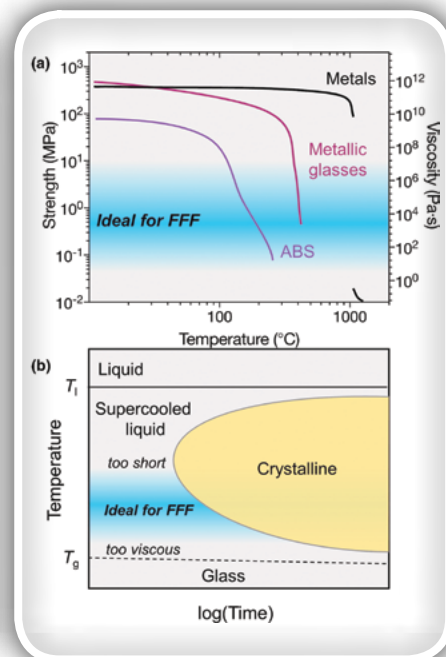 (a)
10³
10²
10¹
10⁰
10⁻¹
10⁻²
Strength (MPa)
Metals
Metallic
glasses
Ideal for FFF
ABS
10¹²
10¹⁰
10⁸
10⁶
10⁴
10²
10⁰
Viscosity (Pa·s)
100
1000
Temperature (°C)
(b)
Liquid
Tₗ
Supercooled
liquid
too short
Crystalline
Ideal for FFF
too viscous
T_g
Glass
Temperature
log(Time)